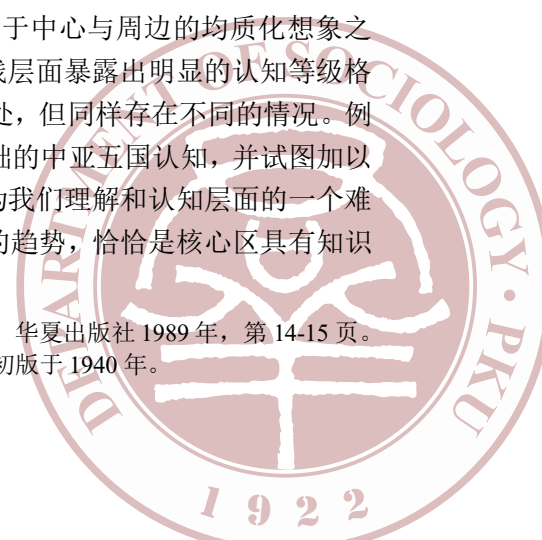 于中心与周边的均质化想象之
线层面暴露出明显的认知等级格
处，但同样存在不同的情况。例
础的中亚五国认知，并试图加以
为我们理解和认知层面的一个难
的趋势，恰恰是核心区具有知识
华夏出版社 1989 年，第 14-15 页。
初版于 1940 年。
DEPARTMENT OF SOCIOLOGY · PKU
1922